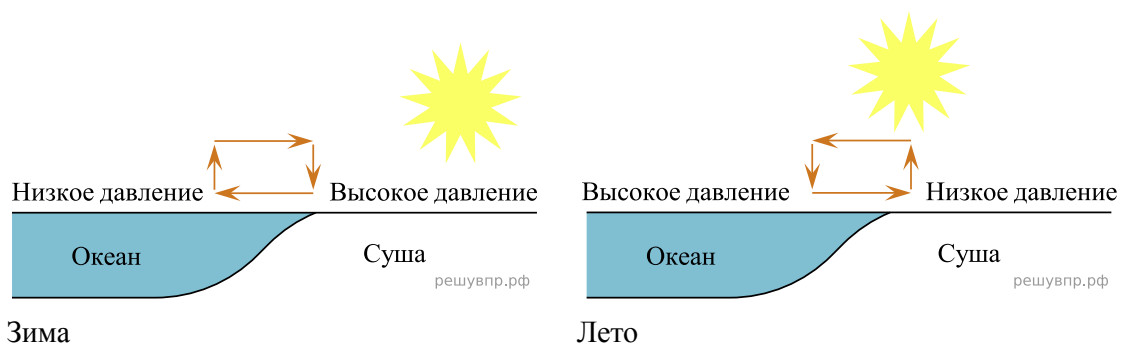 Низкое давление
Высокое давление
Океан
Суша
решувпр.рф
Зима
Высокое давление
Низкое давление
Океан
Суша
решувпр.рф
Лето